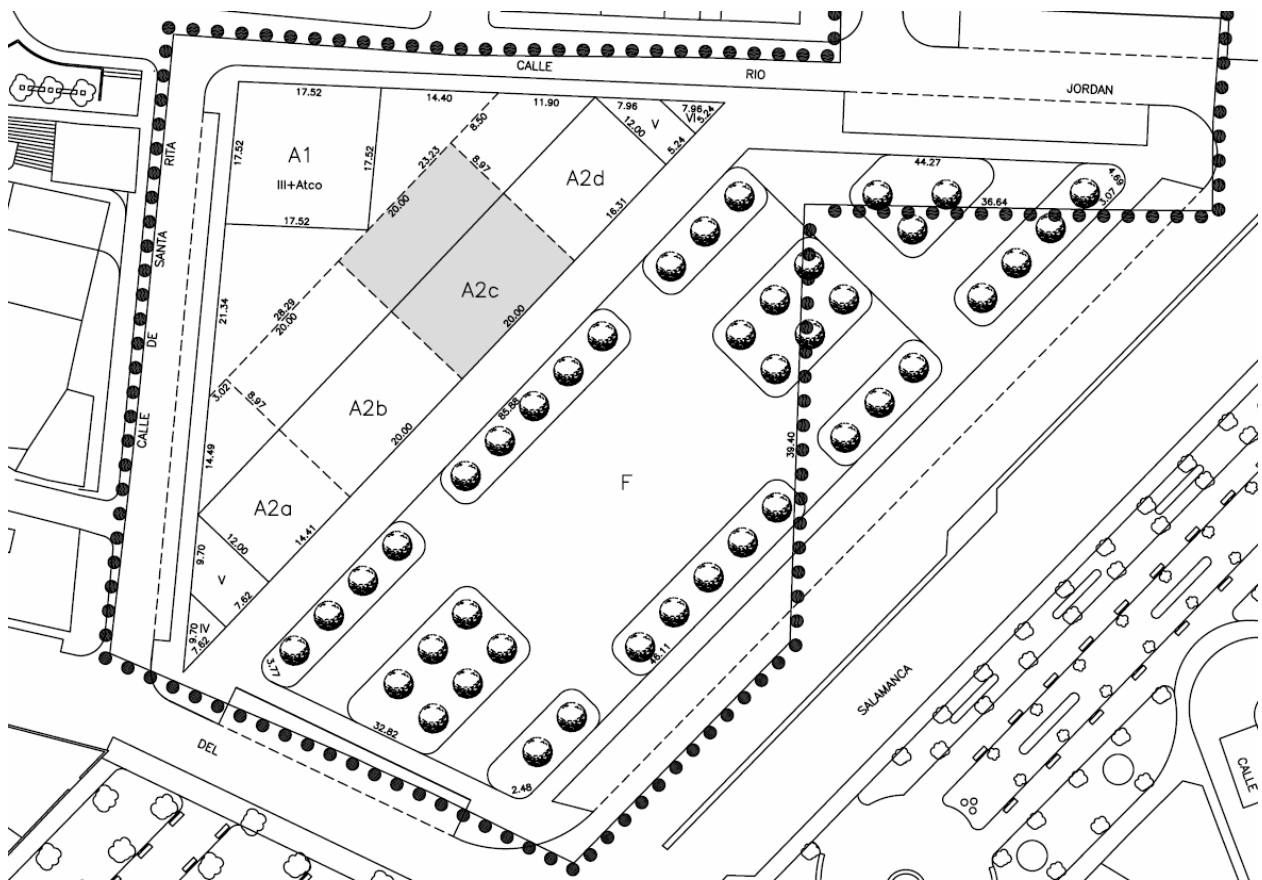 CALLE RIO JORDAN
17.52
14.40
11.90
7.96
7.96
VI
5.24
V
12.00
5.24
8.50
17.52
A1
17.52
III+Atco
23.23
8.97
A2d
44.27
4.69
3.07
36.64
20.00
16.31
17.52
CALLE DE SANTA RITA
A2c
21.34
28.29
20.00
20.00
3.02
8.97
A2b
85.88
20.00
39.40
14.49
F
A2a
14.41
12.00
9.70
V
7.62
9.70
IV
7.62
3.77
46.11
32.82
2.48
DEL
SALAMANCA
CALLE